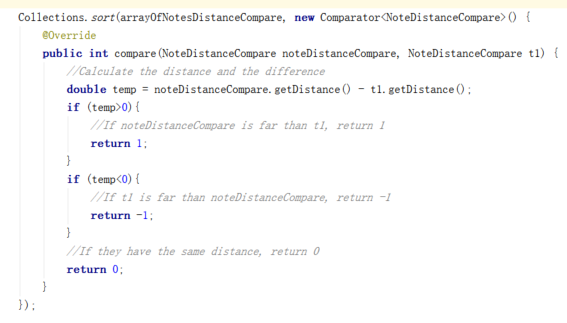 Collections.sort(arrayOfNotesDistanceCompare, new Comparator<NoteDistanceCompare>() {
@Override
public int compare(NoteDistanceCompare noteDistanceCompare, NoteDistanceCompare t1) {
//Calculate the distance and the difference
double temp = noteDistanceCompare.getDistance() - t1.getDistance();
if (temp>0){
//If noteDistanceCompare is far than t1, return 1
return 1;
}
if (temp<0){
//If t1 is far than noteDistanceCompare, return -1
return -1;
}
//If they have the same distance, return 0
return 0;
}
});